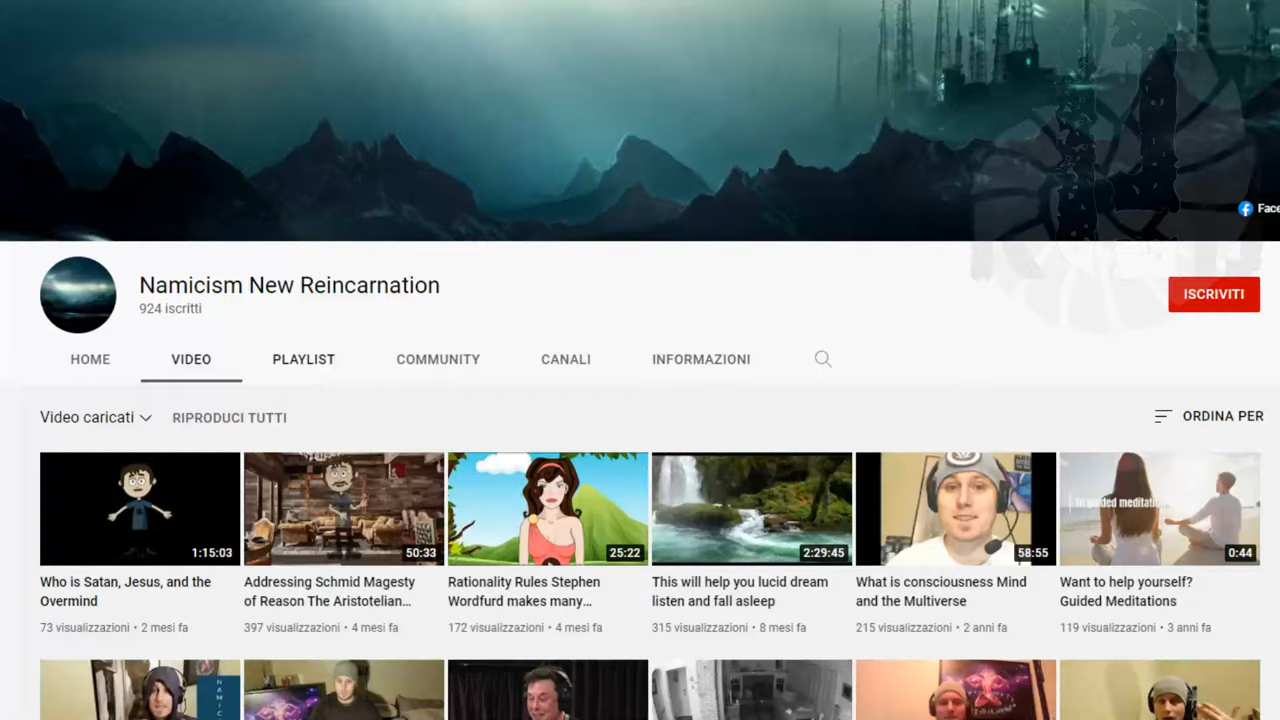 Face
Namicism New Reincarnation
924 iscritti
ISCRIVITI
HOME VIDEO PLAYLIST COMMUNITY CANALI INFORMAZIONI
Video caricati RIPRODUCI TUTTI ORDINA PER
1:15:03 50:33 25:22 2:29:45 58:55 To guided meditation 0:44
Who is Satan, Jesus, and the
Overmind
73 visualizzazioni • 2 mesi fa
Addressing Schmid Magesty
of Reason The Aristotelian...
397 visualizzazioni • 4 mesi fa
Rationality Rules Stephen
Wordfurd makes many...
172 visualizzazioni • 4 mesi fa
This will help you lucid dream
listen and fall asleep
315 visualizzazioni • 8 mesi fa
What is consciousness Mind
and the Multiverse
215 visualizzazioni • 2 anni fa
Want to help yourself?
Guided Meditations
119 visualizzazioni • 3 anni fa
NAMIC